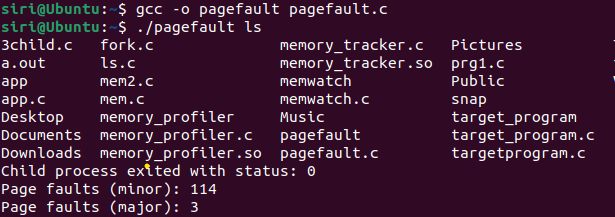 siri@Ubuntu:~$ gcc -o pagefault pagefault.c
siri@Ubuntu:~$ ./pagefault ls
3child.c   fork.c              memory_tracker.c   Pictures
a.out      ls.c                memory_tracker.so  prg1.c
app        mem2.c              memwatch           Public
app.c      mem.c               memwatch.c         snap
Desktop    memory_profiler     Music              target_program
Documents  memory_profiler.c   pagefault          target_program.c
Downloads  memory_profiler.so  pagefault.c        targetprogram.c
Child process exited with status: 0
Page faults (minor): 114
Page faults (major): 3